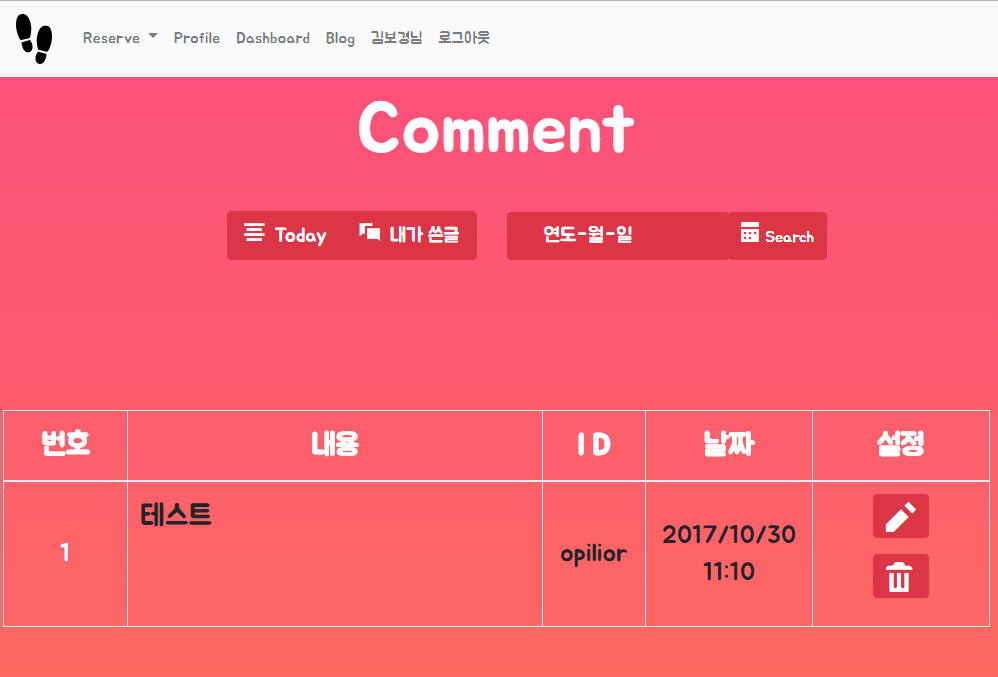 Reserve Profile Dashboard Blog 김보경님 로그아웃
Comment
Today 내가 쓴글 연도-월-일 Search
번호 내용 ID 날짜 설정
테스트
1 opilior 2017/10/30
11:10